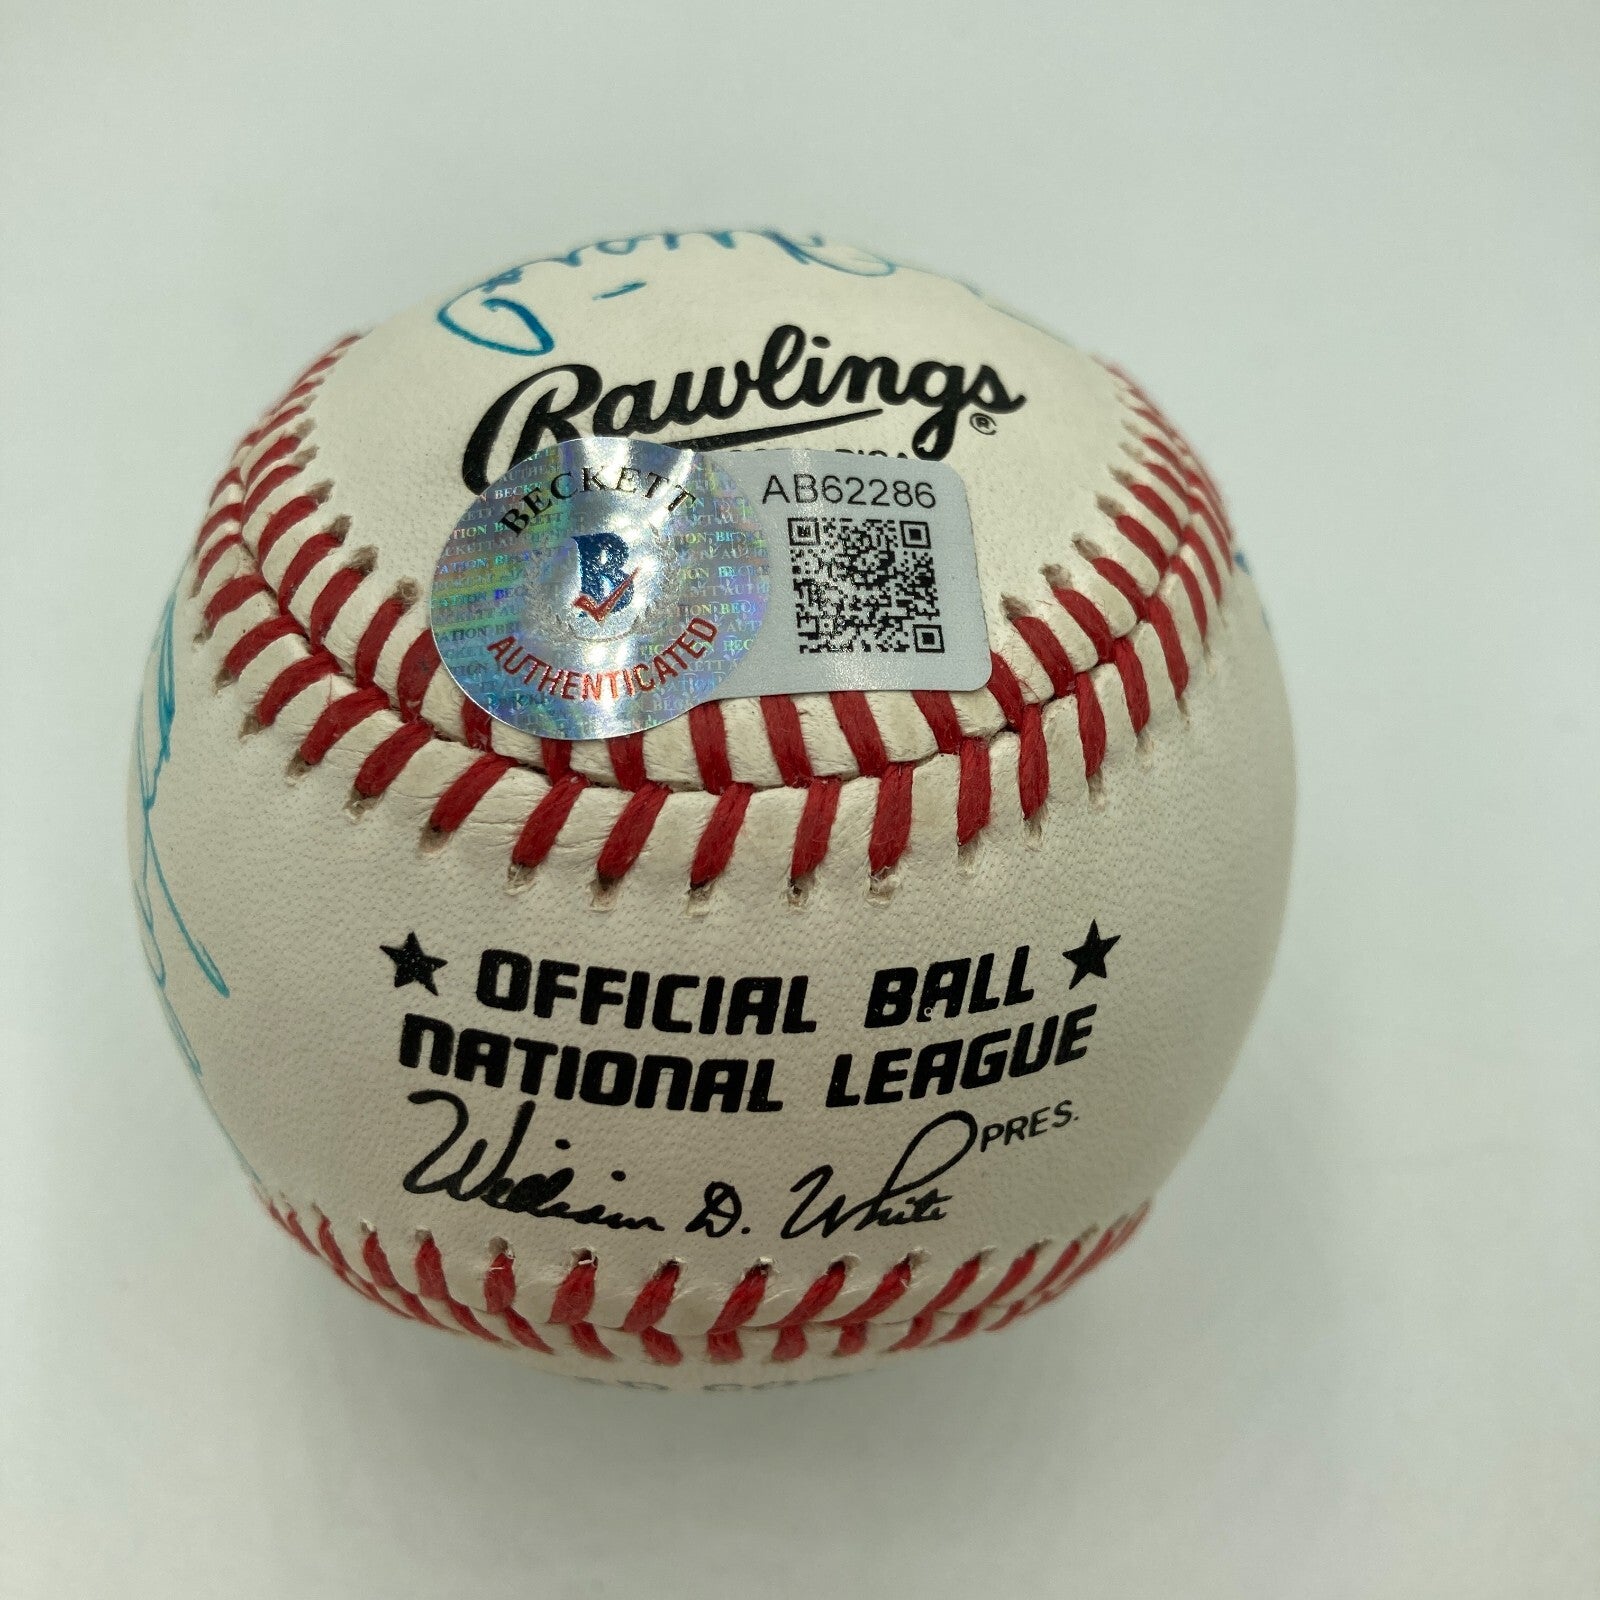 Rawlings®
BECKETT
AUTHENTICATED
AB62286
OFFICIAL BALL
NATIONAL LEAGUE
William D. White PRES.